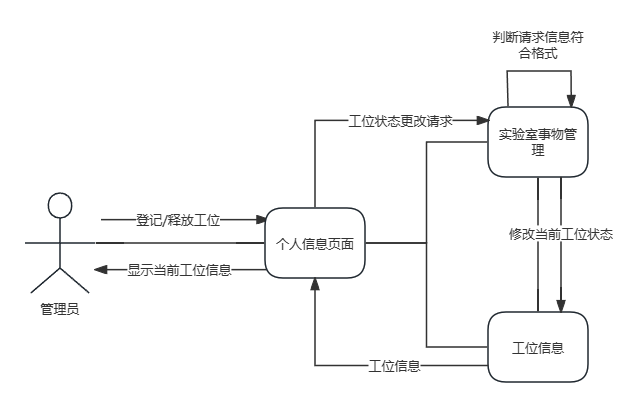 判断请求信息符
合格式
工位状态更改请求
实验室事物管
理
登记/释放工位
个人信息页面
修改当前工位状态
显示当前工位信息
管理员
工位信息
工位信息